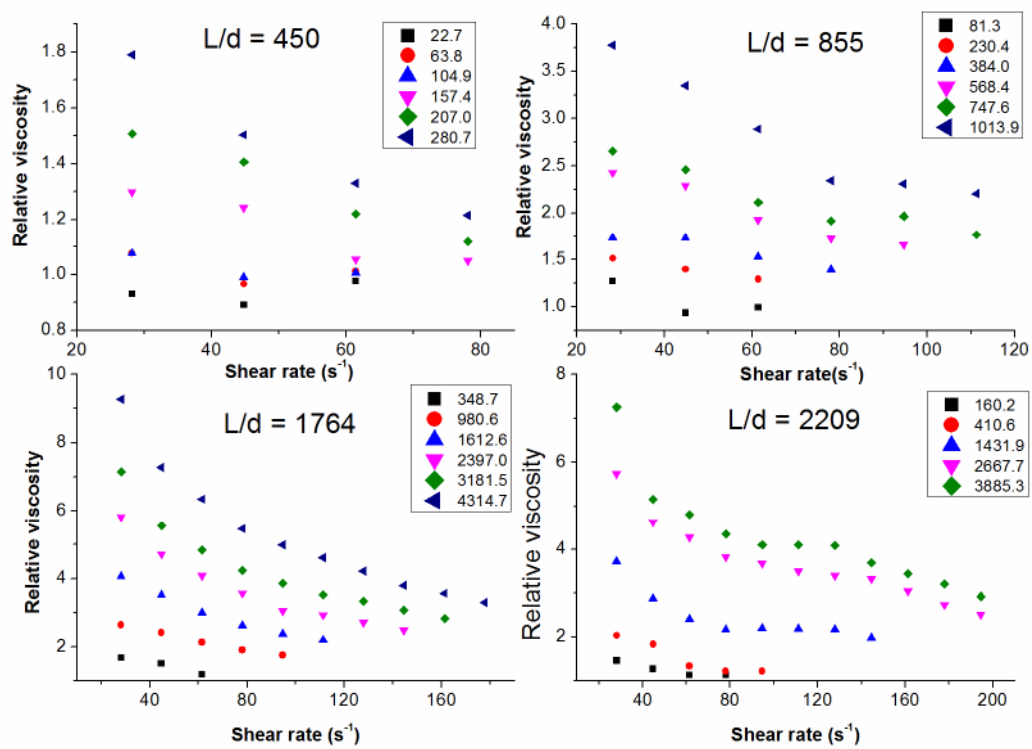 L/d = 450
22.7
63.8
104.9
157.4
207.0
280.7
1.8
1.6
1.4
1.2
1.0
0.8
Relative viscosity
20 40 60 80
Shear rate (s⁻¹)
L/d = 855
81.3
230.4
384.0
568.4
747.6
1013.9
4.0
3.5
3.0
2.5
2.0
1.5
1.0
Relative viscosity
20 40 60 80 100 120
Shear rate(s⁻¹)
L/d = 1764
348.7
980.6
1612.6
2397.0
3181.5
4314.7
10
8
6
4
2
Relative viscosity
40 80 120 160
Shear rate (s⁻¹)
L/d = 2209
160.2
410.6
1431.9
2667.7
3885.3
8
6
4
2
Relative viscosity
50 100 150 200
Shear rate (s⁻¹)